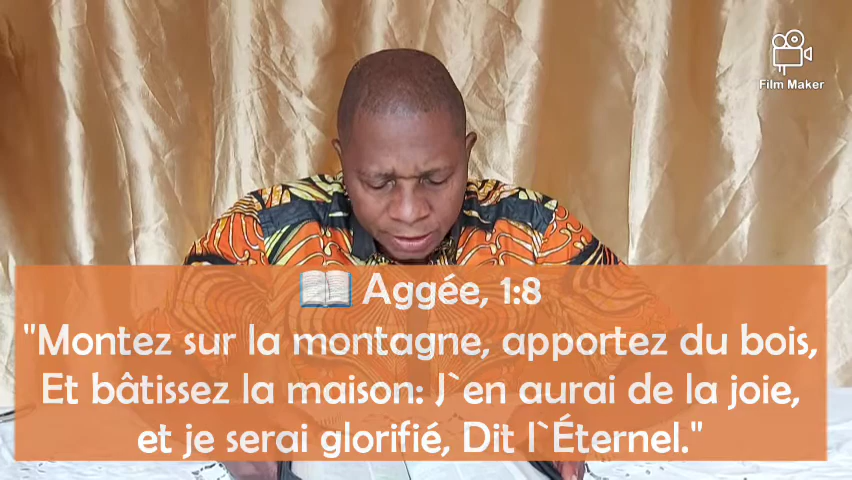 Film Maker
📖 Aggée, 1:8
"Montez sur la montagne, apportez du bois,
Et bâtissez la maison: J`en aurai de la joie,
et je serai glorifié, Dit l`Éternel."